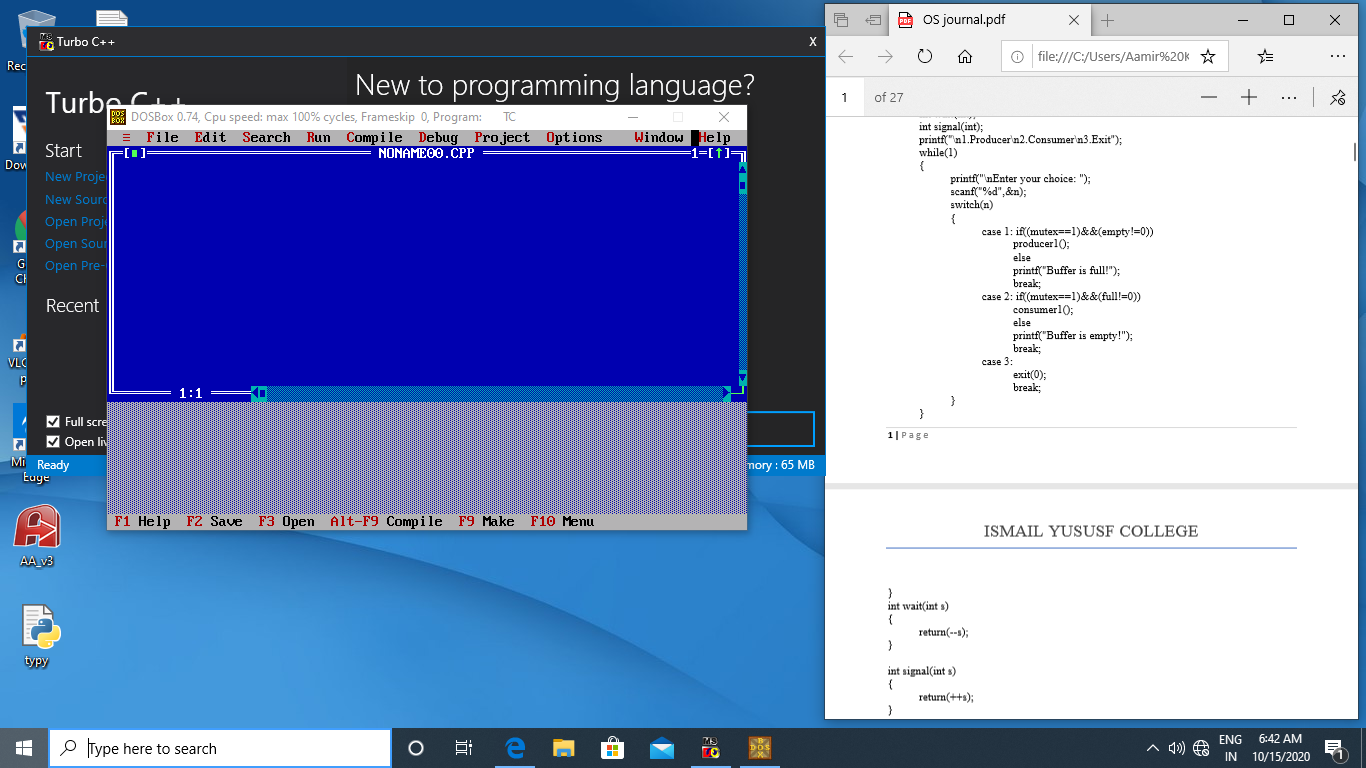 Turbo C++
X
Turbo C++
New to programming language?
Start
New Proje
New Sourc
Open Proj
Open Sour
Open Pre-
Recent
Full scre
Open liv
Ready
mory : 65 MB
DOSBox 0.74, Cpu speed: max 100% cycles, Frameskip 0, Program: TC
≡ File Edit Search Run Compile Debug Project Options Window Help
[■] NONAME00.CPP 1=[↑]
1:1
F1 Help F2 Save F3 Open Alt-F9 Compile F9 Make F10 Menu
OS journal.pdf
file:///C:/Users/Aamir%20K
1 of 27
int signal(int);
printf("\n1.Producer\n2.Consumer\n3.Exit");
while(1)
{
printf("\nEnter your choice: ");
scanf("%d",&n);
switch(n)
{
case 1: if((mutex==1)&&(empty!=0))
producer1();
else
printf("Buffer is full!");
break;
case 2: if((mutex==1)&&(full!=0))
consumer1();
else
printf("Buffer is empty!");
break;
case 3:
exit(0);
break;
}
}
1 | Page
ISMAIL YUSUSF COLLEGE
}
int wait(int s)
{
return(--s);
}
int signal(int s)
{
return(++s);
}
Rec
Dow
G
Ch
VLC
p
Mi
Edge
AA_v3
typy
Type here to search
ENG
IN
6:42 AM
10/15/2020
1